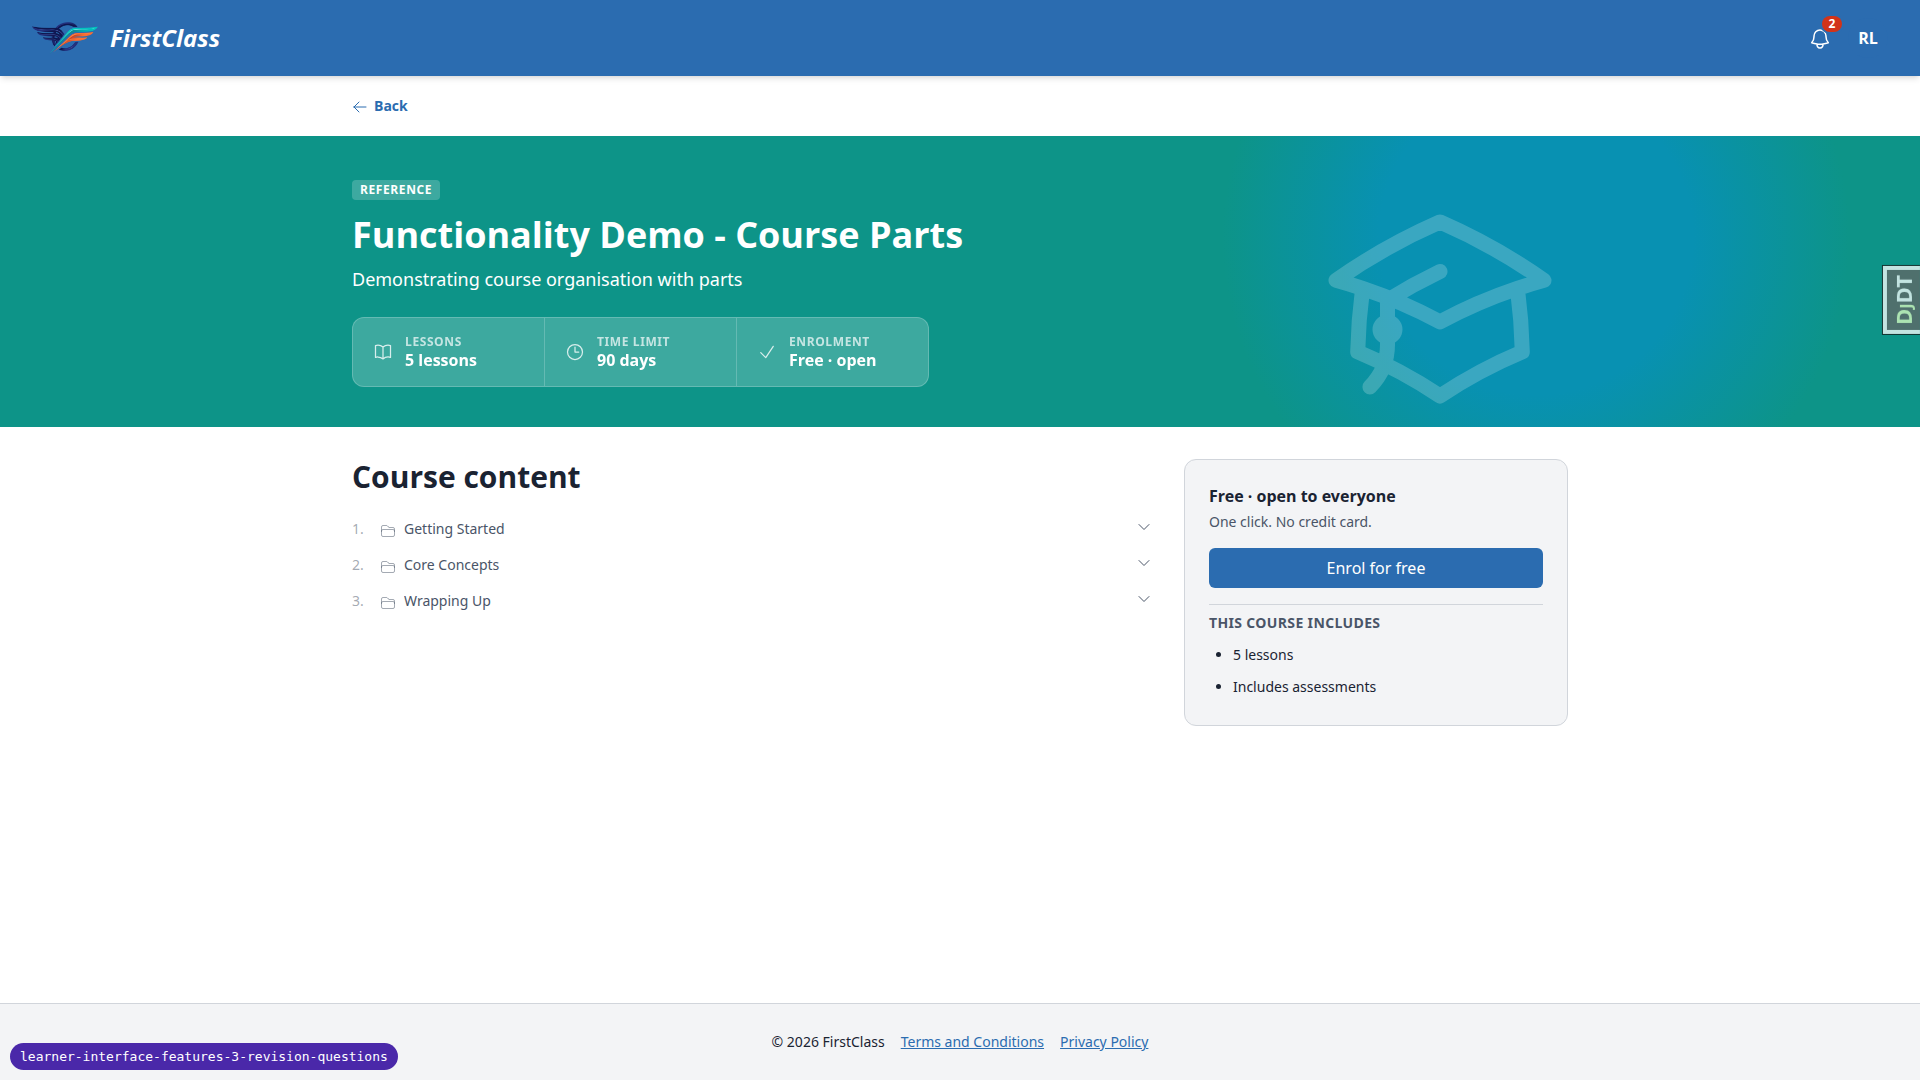 FirstClass
2
RL
Back
REFERENCE
Functionality Demo - Course Parts
Demonstrating course organisation with parts
LESSONS
5 lessons
TIME LIMIT
90 days
ENROLMENT
Free · open
DjDT
Course content
1. Getting Started
2. Core Concepts
3. Wrapping Up
Free · open to everyone
One click. No credit card.
Enrol for free
THIS COURSE INCLUDES
5 lessons
Includes assessments
© 2026 FirstClass Terms and Conditions Privacy Policy
learner-interface-features-3-revision-questions